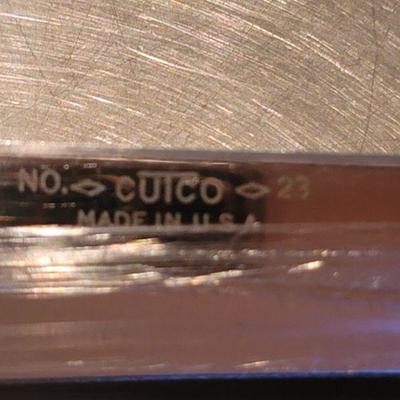 NO. CUTCO 23
MADE IN U.S.A